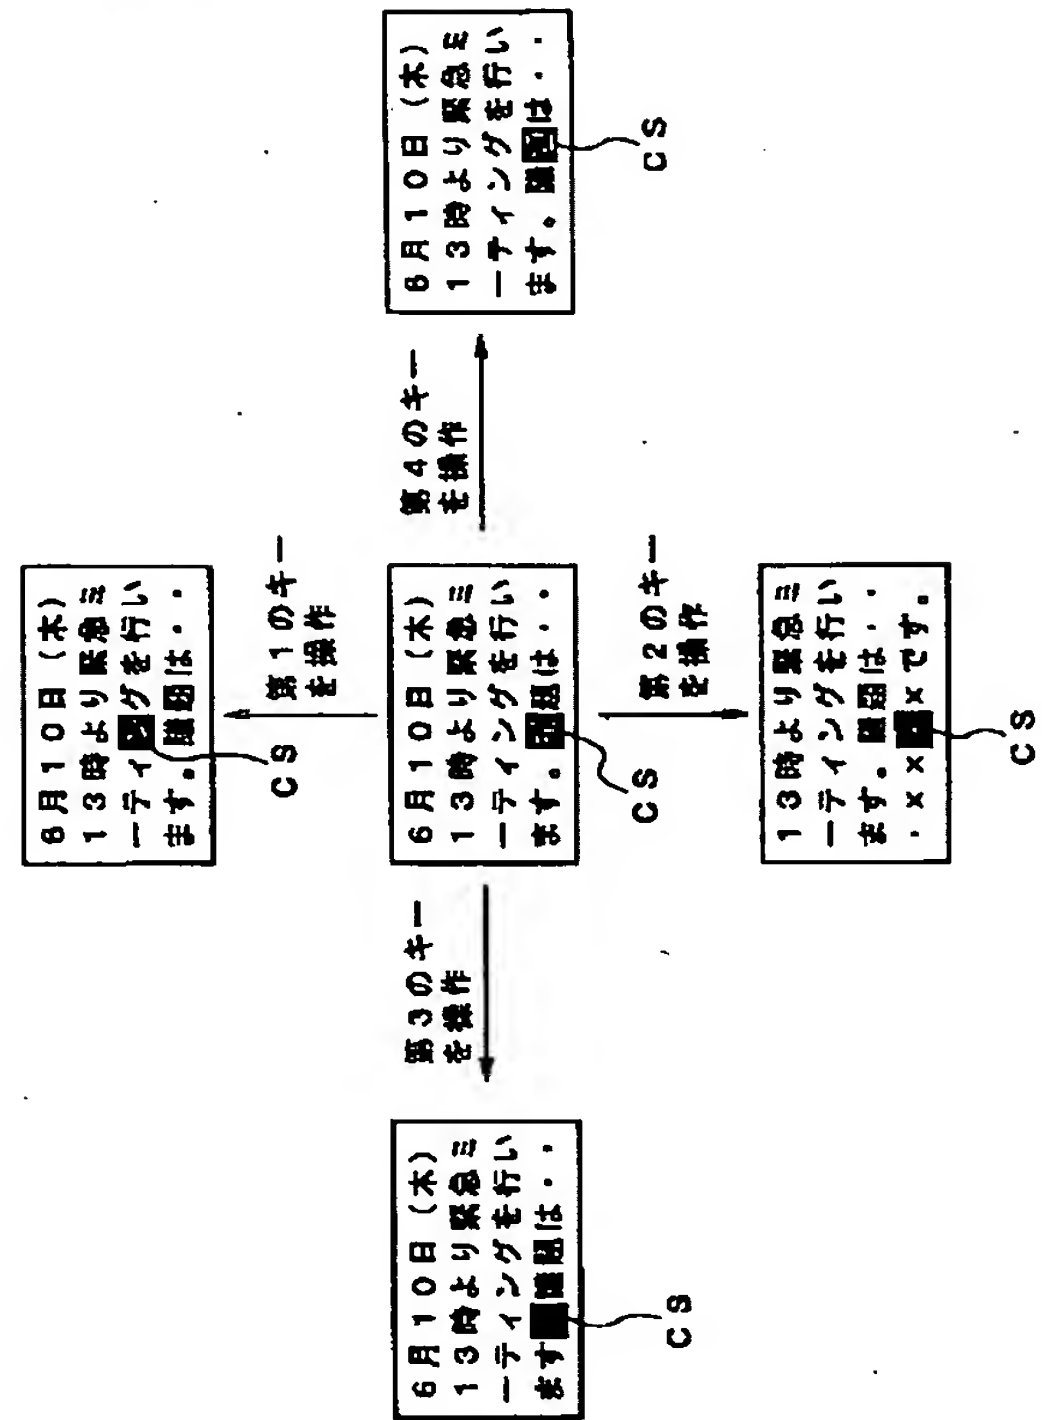 6月10日(木)
13時より緊急ミ
ーティングを行い
ます。議題は・・
CS
第1のキー
を操作
6月10日(木)
13時より緊急ミ
ーティングを行い
ます 議題は・・
CS
第3のキー
を操作
6月10日(木)
13時より緊急ミ
ーティングを行い
ます。議題は・・
CS
第4のキー
を操作
6月10日(木)
13時より緊急ミ
ーティングを行い
ます。議題は・・
CS
第2のキー
を操作
13時より緊急ミ
ーティングを行い
ます。議題は・・
・×× ×です。
CS